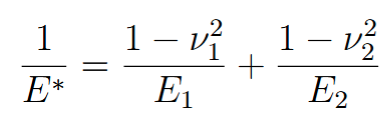 1/E* = (1 − ν₁²)/E₁ + (1 − ν₂²)/E₂